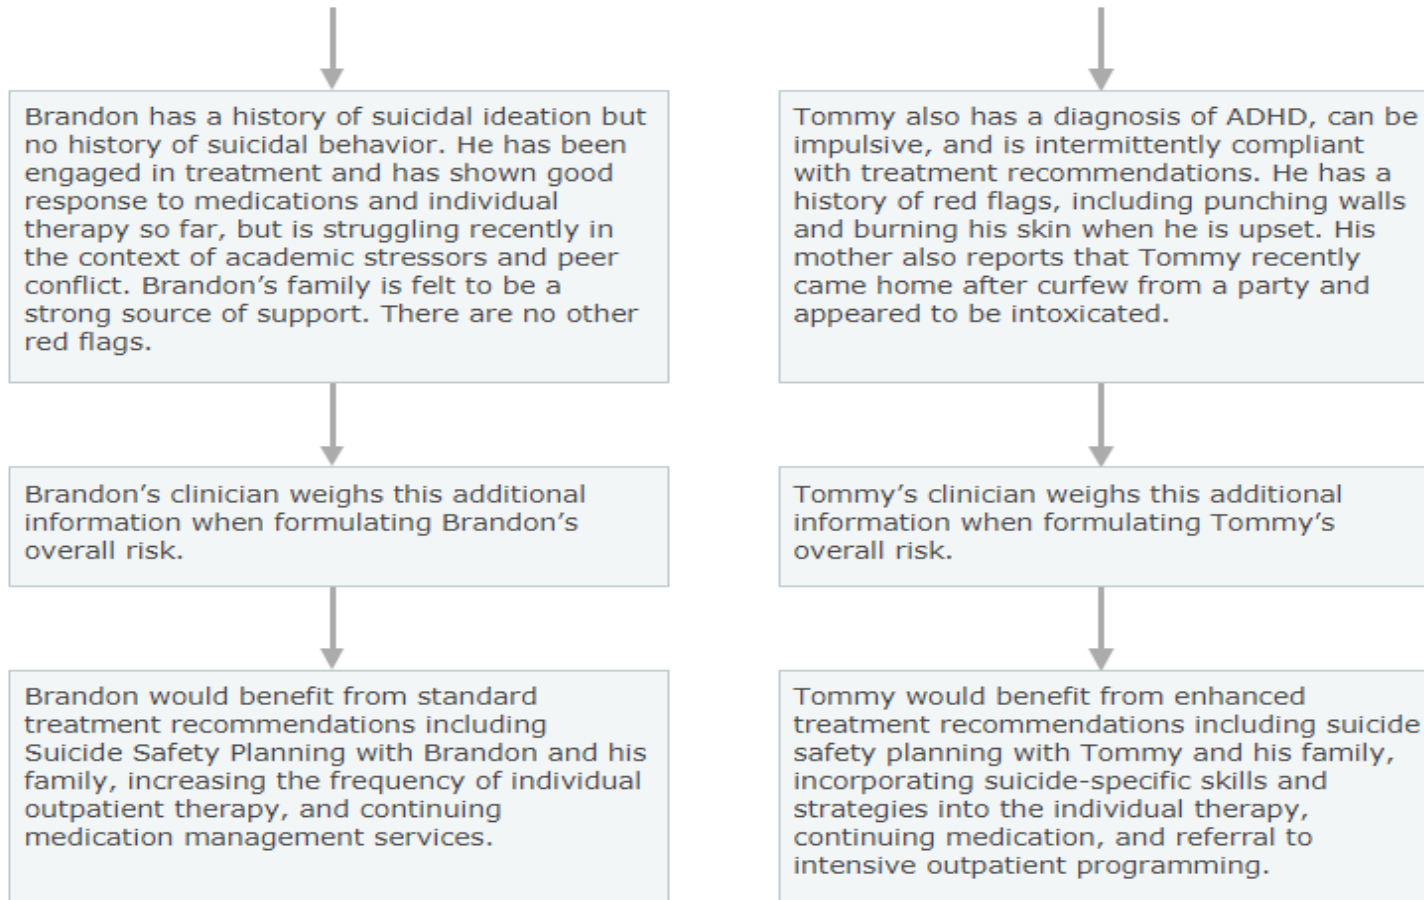 Brandon has a history of suicidal ideation but
no history of suicidal behavior. He has been
engaged in treatment and has shown good
response to medications and individual
therapy so far, but is struggling recently in
the context of academic stressors and peer
conflict. Brandon's family is felt to be a
strong source of support. There are no other
red flags.
Tommy also has a diagnosis of ADHD, can be
impulsive, and is intermittently compliant
with treatment recommendations. He has a
history of red flags, including punching walls
and burning his skin when he is upset. His
mother also reports that Tommy recently
came home after curfew from a party and
appeared to be intoxicated.
Brandon's clinician weighs this additional
information when formulating Brandon's
overall risk.
Tommy's clinician weighs this additional
information when formulating Tommy's
overall risk.
Brandon would benefit from standard
treatment recommendations including
Suicide Safety Planning with Brandon and his
family, increasing the frequency of individual
outpatient therapy, and continuing
medication management services.
Tommy would benefit from enhanced
treatment recommendations including suicide
safety planning with Tommy and his family,
incorporating suicide-specific skills and
strategies into the individual therapy,
continuing medication, and referral to
intensive outpatient programming.